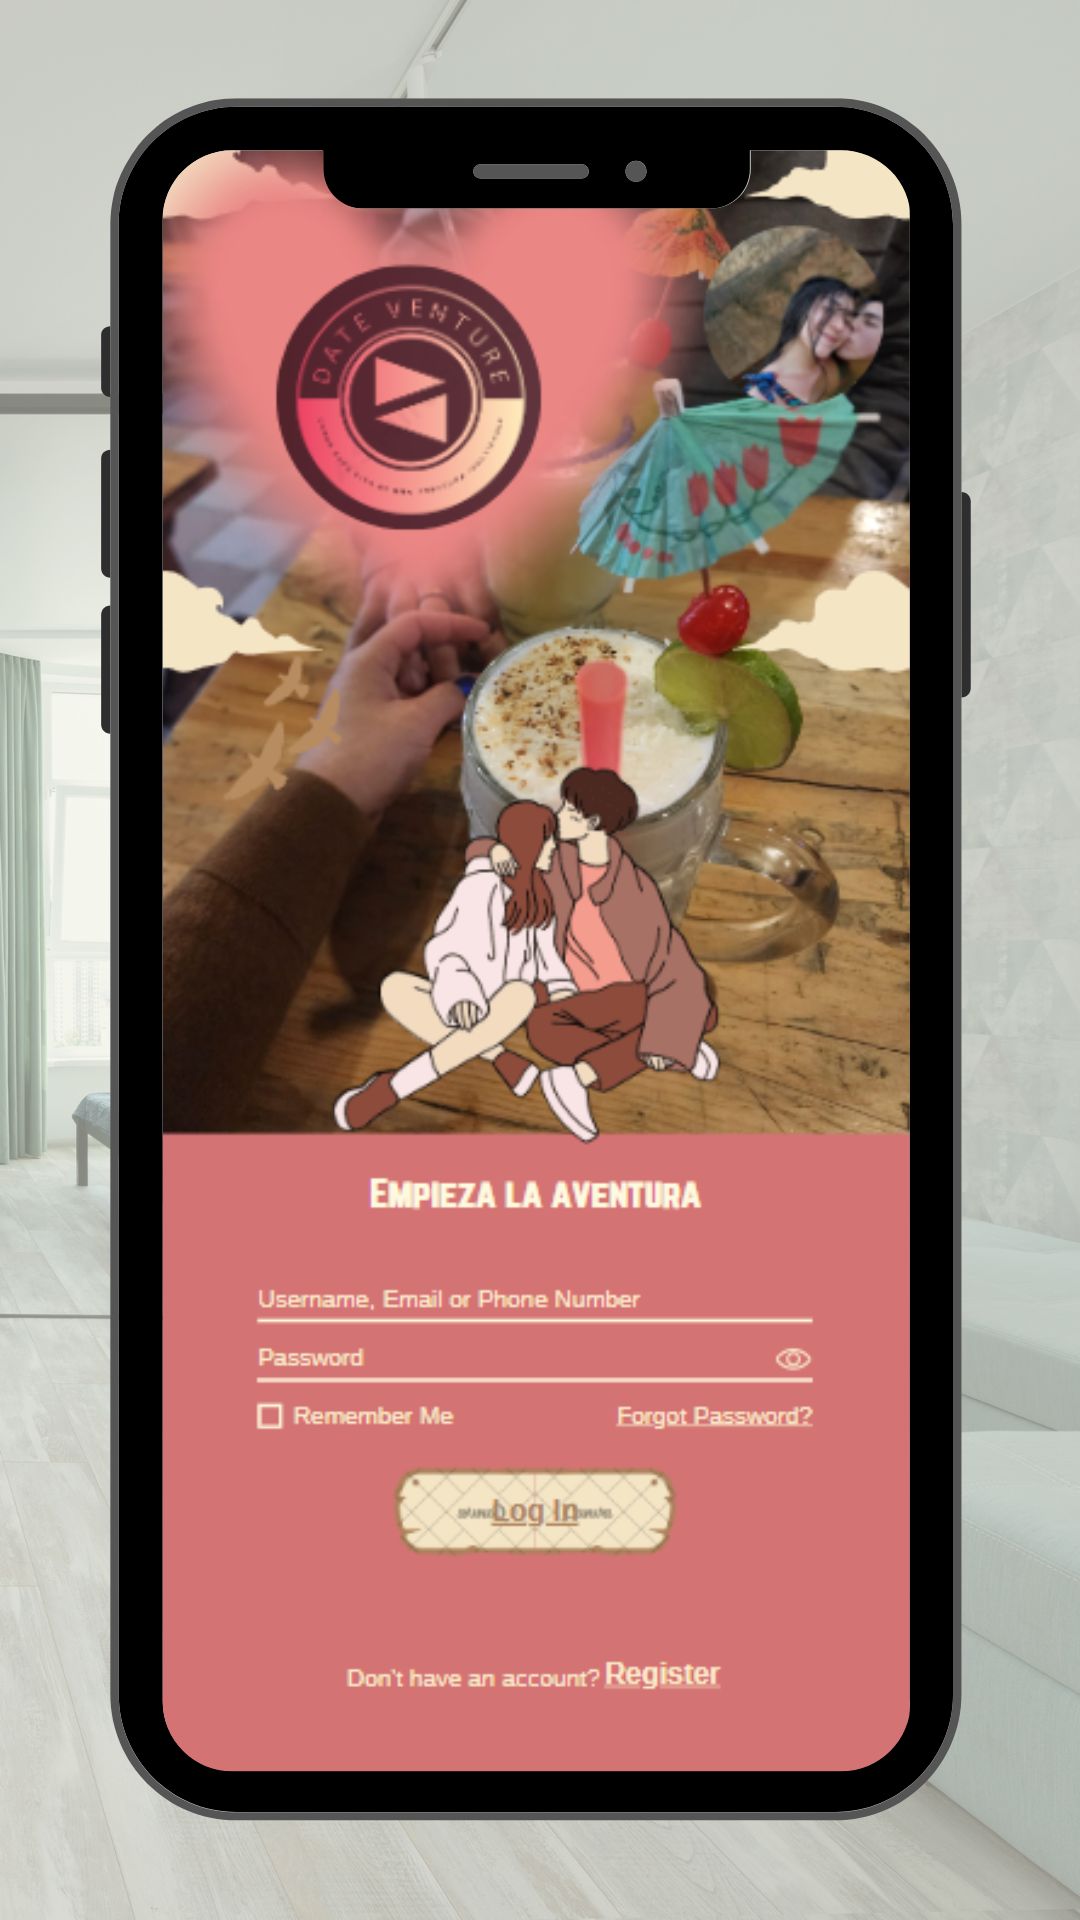 DATE VENTURE
Empieza la aventura
Username, Email or Phone Number
Password
Remember Me
Forgot Password?
Log In
Don't have an account? Register